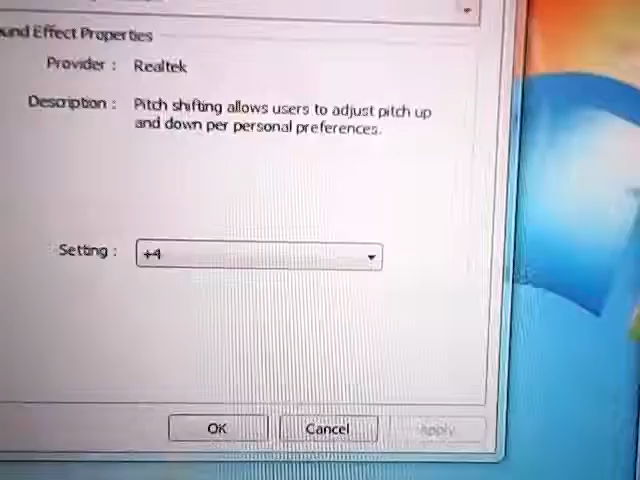 und Effect Properties
Provider : Realtek
Description : Pitch shifting allows users to adjust pitch up
and down per personal preferences.
Setting : +4
OK Cancel Apply